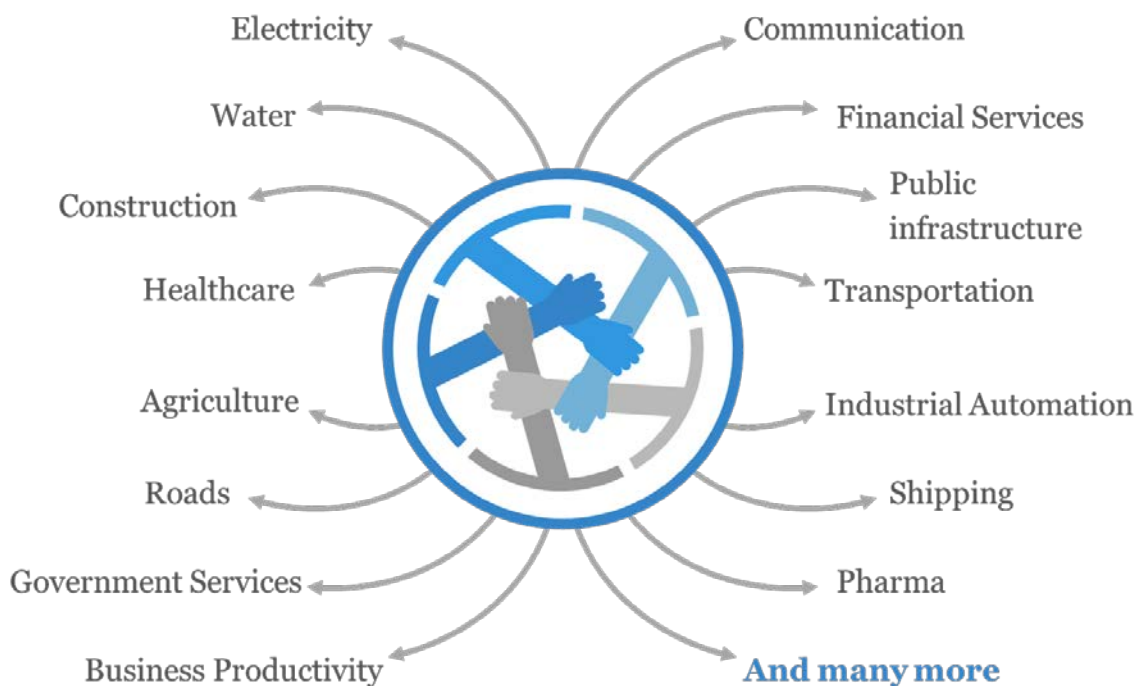 Electricity
Communication
Water
Financial Services
Construction
Public
infrastructure
Healthcare
Transportation
Agriculture
Industrial Automation
Roads
Shipping
Government Services
Pharma
Business Productivity
And many more